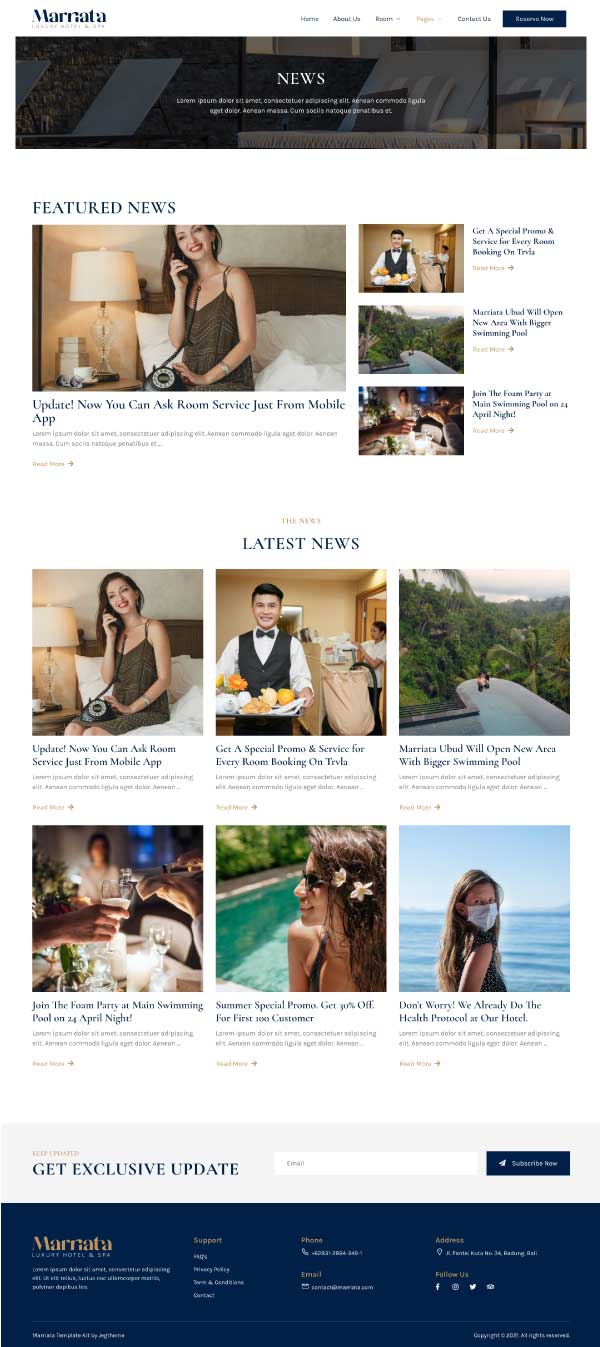 Marriata
LUXURY HOTEL & SPA
Home About Us Room Pages Contact Us Reserve Now
NEWS
Lorem ipsum dolor sit amet, consectetuer adipiscing elit. Aenean commodo ligula
eget dolor. Aenean massa. Cum sociis natoque penatibus et.
FEATURED NEWS
Update! Now You Can Ask Room Service Just From Mobile
App
Lorem ipsum dolor sit amet, consectetuer adipiscing elit. Aenean commodo ligula eget dolor. Aenean
massa. Cum sociis natoque penatibus et ...
Read More
Get A Special Promo &
Service for Every Room
Booking On Trvla
Read More
Marriata Ubud Will Open
New Area With Bigger
Swimming Pool
Read More
Join The Foam Party at
Main Swimming Pool on 24
April Night!
Read More
THE NEWS
LATEST NEWS
Update! Now You Can Ask Room
Service Just From Mobile App
Lorem ipsum dolor sit amet, consectetuer adipiscing
elit. Aenean commodo ligula eget dolor. Aenean ...
Read More
Get A Special Promo & Service for
Every Room Booking On Trvla
Lorem ipsum dolor sit amet, consectetuer adipiscing
elit. Aenean commodo ligula eget dolor. Aenean ...
Read More
Marriata Ubud Will Open New Area
With Bigger Swimming Pool
Lorem ipsum dolor sit amet, consectetuer adipiscing
elit. Aenean commodo ligula eget dolor. Aenean ...
Read More
Join The Foam Party at Main Swimming
Pool on 24 April Night!
Lorem ipsum dolor sit amet, consectetuer adipiscing
elit. Aenean commodo ligula eget dolor. Aenean ...
Read More
Summer Special Promo. Get 30% Off.
For First 100 Customer
Lorem ipsum dolor sit amet, consectetuer adipiscing
elit. Aenean commodo ligula eget dolor. Aenean ...
Read More
Don't Worry! We Already Do The
Health Protocol at Our Hotel.
Lorem ipsum dolor sit amet, consectetuer adipiscing
elit. Aenean commodo ligula eget dolor. Aenean ...
Read More
KEEP UPDATED
GET EXCLUSIVE UPDATE
Email
Subscribe Now
Marriata
LUXURY HOTEL & SPA
Lorem ipsum dolor sit amet, consectetur adipiscing
elit. Ut elit tellus, luctus nec ullamcorper mattis,
pulvinar dapibus leo.
Support
FAQ's
Privacy Policy
Term & Conditions
Contact
Phone
+62831-2864-348-1
Email
contact@marriata.com
Address
Jl. Pantai Kuta No. 34, Badung, Bali
Follow Us
Marriata Template Kit by Jegtheme
Copyright © 2021. All rights reserved.